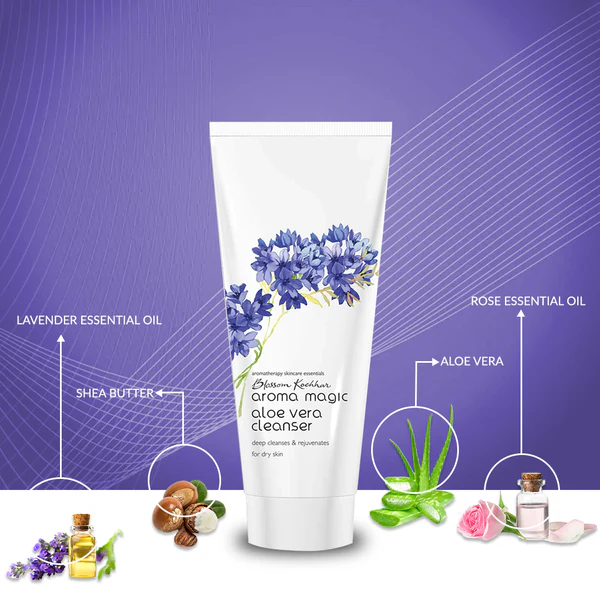 LAVENDER ESSENTIAL OIL
SHEA BUTTER
ROSE ESSENTIAL OIL
ALOE VERA
aromatherapy skincare essentials
Blossom Kochhar
aroma magic
aloe vera
cleanser
deep cleanses & rejuvenates
for dry skin